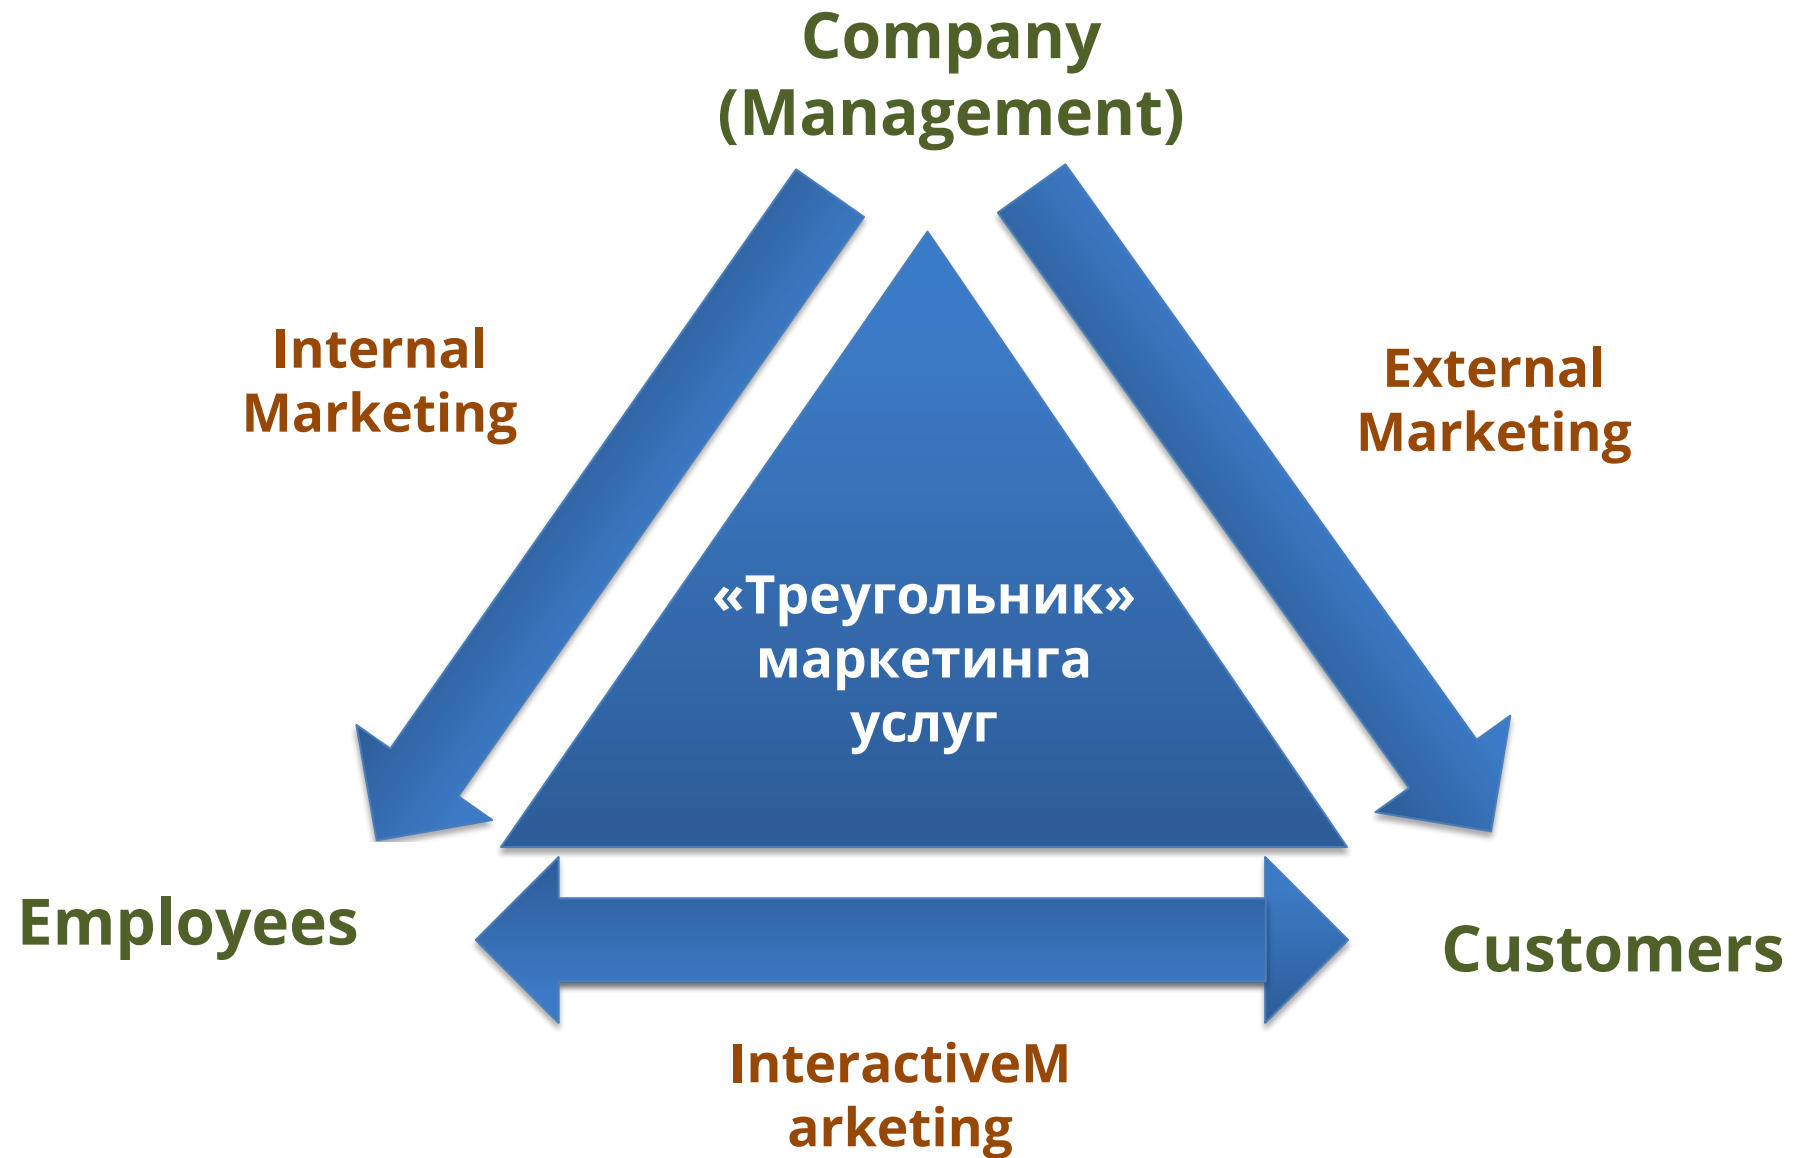 Company
(Management)
Internal
Marketing
External
Marketing
«Треугольник»
маркетинга
услуг
Employees
Customers
InteractiveM
arketing